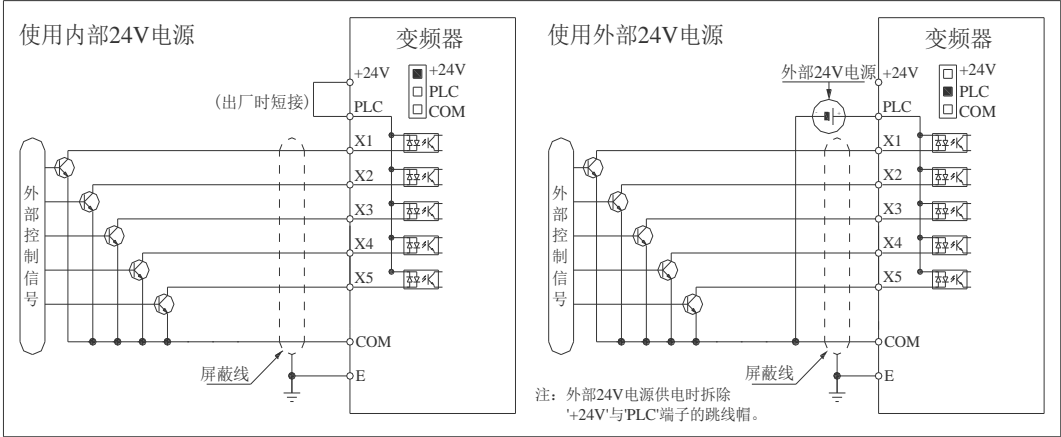 使用内部24V电源
变频器
+24V
+24V
PLC
COM
(出厂时短接)
PLC
X1
X2
X3
X4
X5
外部控制信号
COM
屏蔽线
E
使用外部24V电源
变频器
外部24V电源
+24V
+24V
PLC
COM
PLC
X1
X2
X3
X4
X5
外部控制信号
COM
屏蔽线
E
注：外部24V电源供电时拆除
'+24V'与'PLC'端子的跳线帽。